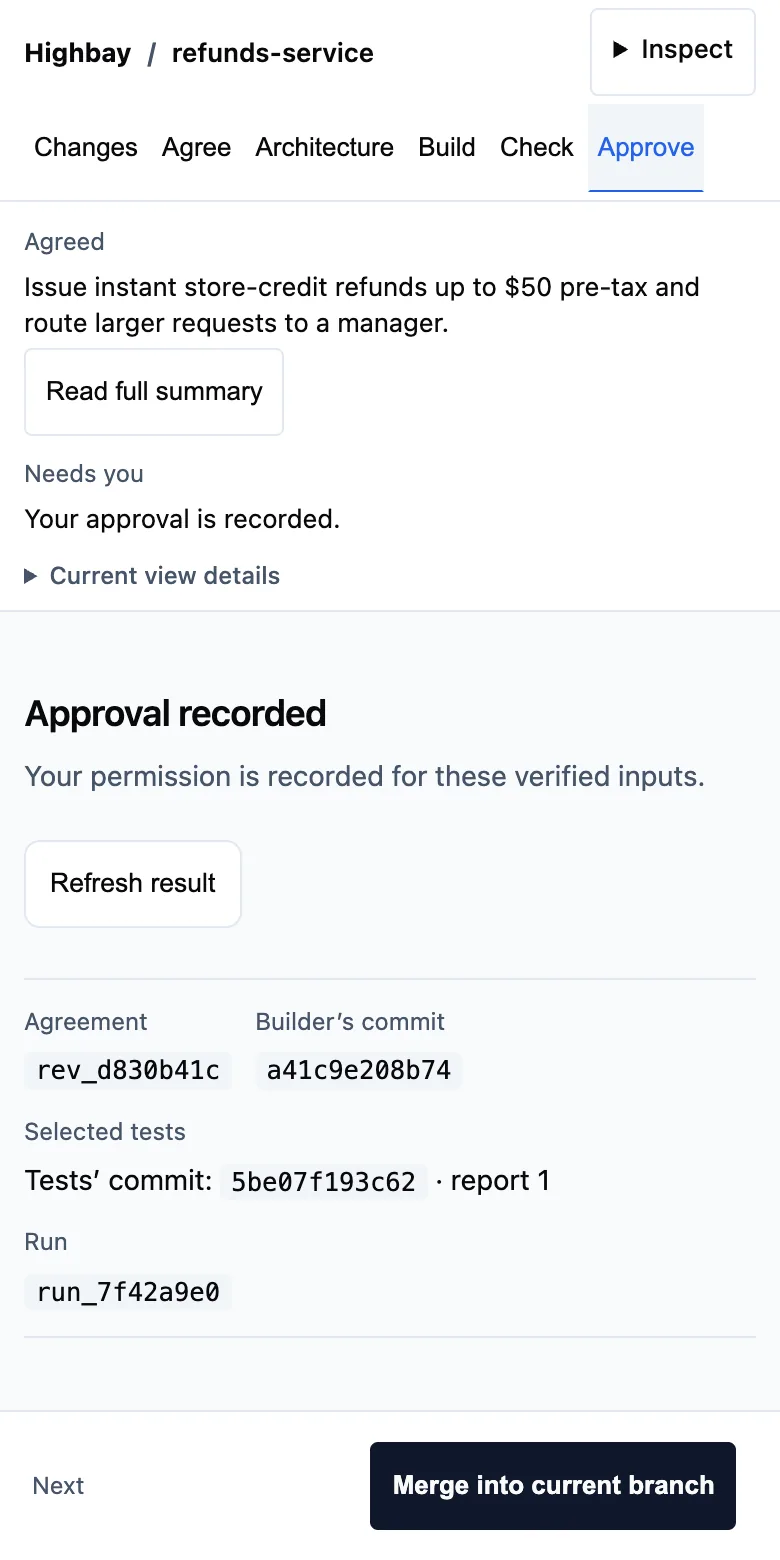 Highbay / refunds-service
▶ Inspect
Changes Agree Architecture Build Check Approve
Agreed
Issue instant store-credit refunds up to $50 pre-tax and
route larger requests to a manager.
Read full summary
Needs you
Your approval is recorded.
▶ Current view details
Approval recorded
Your permission is recorded for these verified inputs.
Refresh result
Agreement Builder’s commit
rev_d830b41c a41c9e208b74
Selected tests
Tests’ commit: 5be07f193c62 · report 1
Run
run_7f42a9e0
Next Merge into current branch